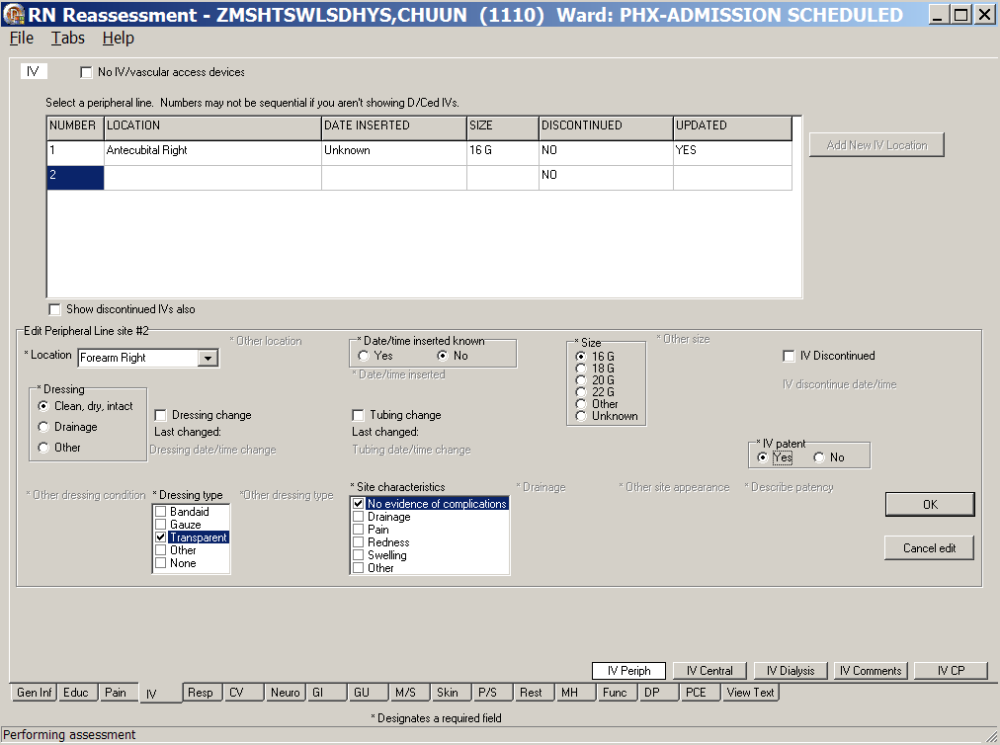 RN Reassessment - ZMSHTSWLSDHYS,CHUUN (1110) Ward: PHX-ADMISSION SCHEDULED
File Tabs Help
IV No IV/vascular access devices
Select a peripheral line. Numbers may not be sequential if you aren't showing D/Ced IVs.
NUMBER LOCATION DATE INSERTED SIZE DISCONTINUED UPDATED
1 Antecubital Right Unknown 16 G NO YES
2 NO
Add New IV Location
Show discontinued IVs also
Edit Peripheral Line site #2
* Location Forearm Right
* Other location
* Date/time inserted known
Yes No
* Date/time inserted
* Size
16 G
18 G
20 G
22 G
Other
Unknown
* Other size
IV Discontinued
IV discontinue date/time
* Dressing
Clean, dry, intact
Drainage
Other
Dressing change
Last changed:
Dressing date/time change
Tubing change
Last changed:
Tubing date/time change
* IV patent
Yes No
* Other dressing condition
* Dressing type
Bandaid
Gauze
Transparent
Other
None
*Other dressing type
* Site characteristics
No evidence of complications
Drainage
Pain
Redness
Swelling
Other
* Drainage
* Other site appearance
* Describe patency
OK
Cancel edit
IV Periph IV Central IV Dialysis IV Comments IV CP
Gen Inf Educ Pain IV Resp CV Neuro GI GU M/S Skin P/S Rest MH Func DP PCE View Text
* Designates a required field
Performing assessment